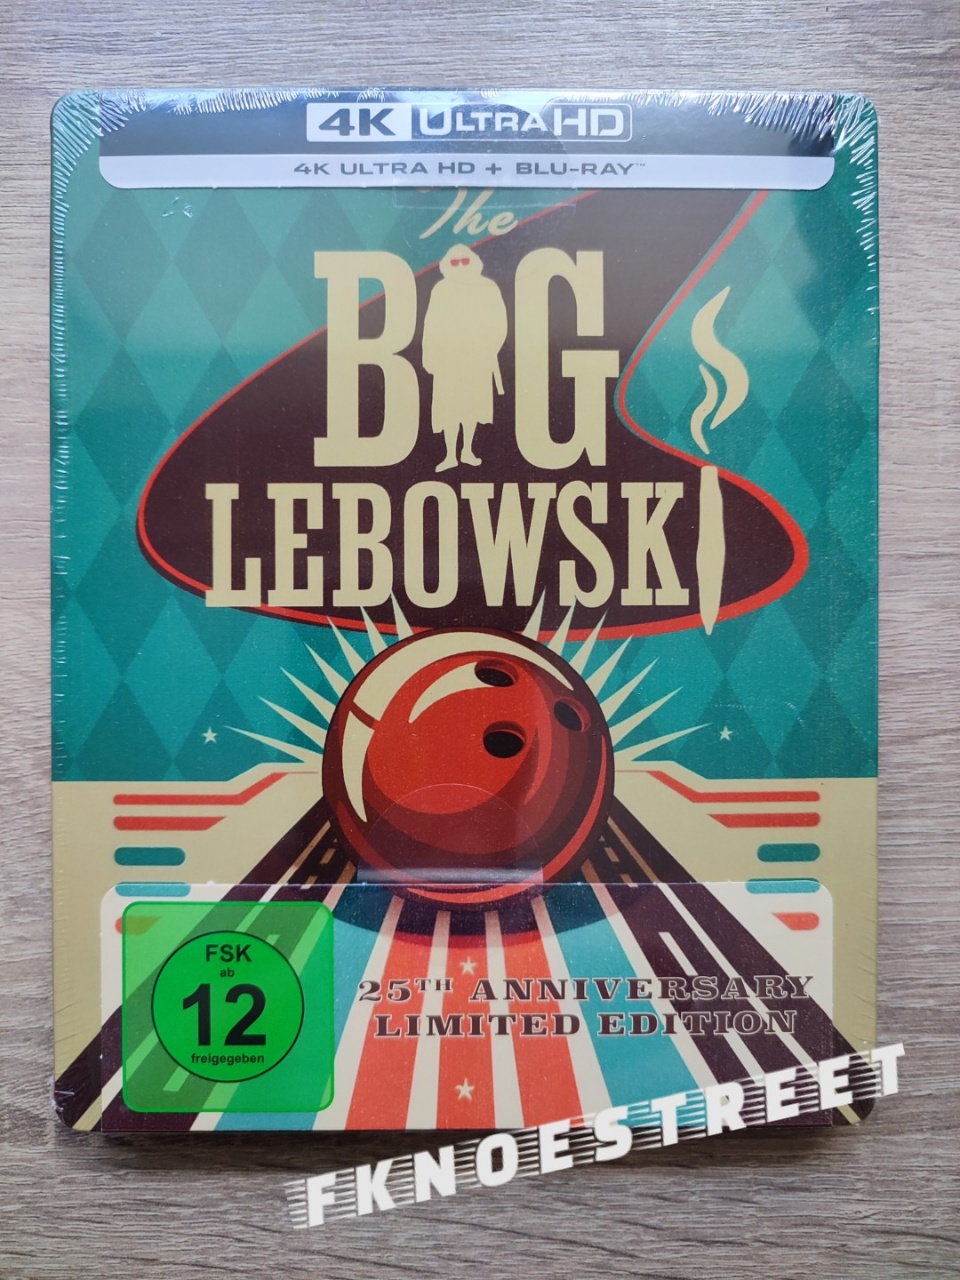 4K ULTRA HD
4K ULTRA HD + BLU-RAY™
The
BIG
LEBOWSKI
FSK
ab
12
freigegeben
25TH ANNIVERSARY
LIMITED EDITION
FKNOESTREET